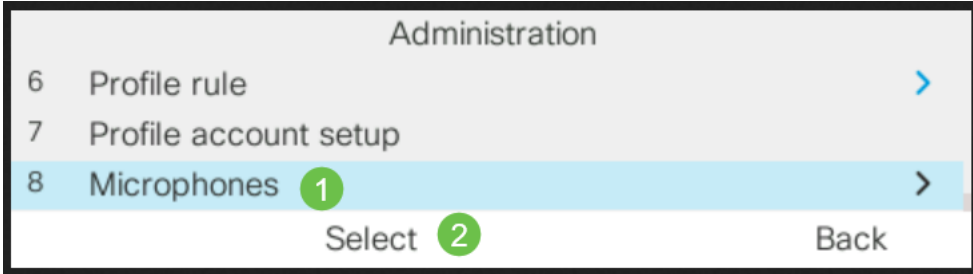 Administration
6 Profile rule
7 Profile account setup
8 Microphones 1
Select 2 Back